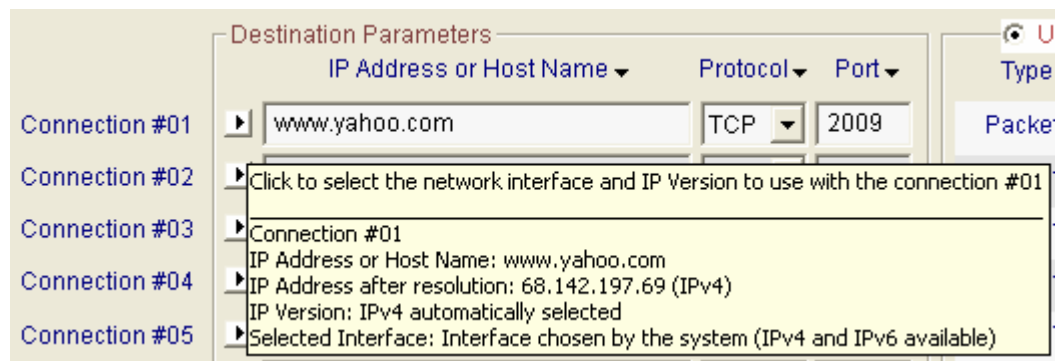 Destination Parameters
U
IP Address or Host Name Protocol Port
Type
Connection #01 www.yahoo.com TCP 2009
Packet
Connection #02
Click to select the network interface and IP Version to use with the connection #01
Connection #03
Connection #01
IP Address or Host Name: www.yahoo.com
Connection #04
IP Address after resolution: 68.142.197.69 (IPv4)
IP Version: IPv4 automatically selected
Connection #05
Selected Interface: Interface chosen by the system (IPv4 and IPv6 available)